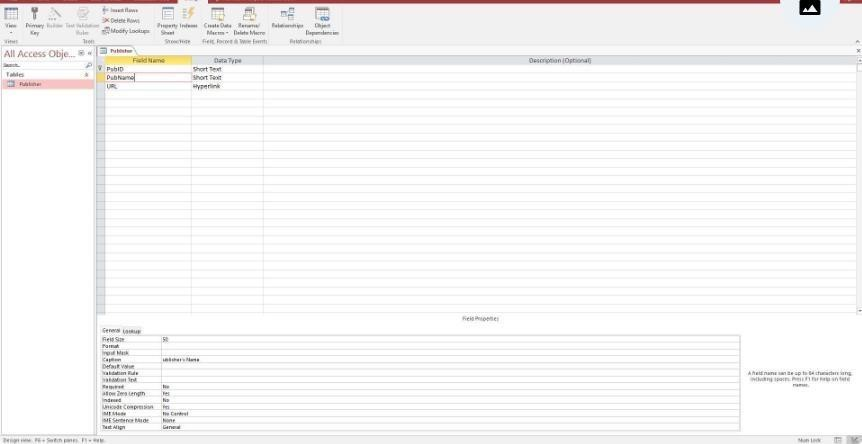 View
Primary Key
Builder
Test Validation Rules
Insert Rows
Delete Rows
Modify Lookups
Property Sheet
Indexes
Create Data Macros
Rename/ Delete Macro
Relationships
Object Dependencies
Views
Tools
Show/Hide
Field, Record & Table Events
Relationships
All Access Obje...
Search...
Tables
Publisher
Publisher
Field Name Data Type Description (Optional)
PubID Short Text
PubName Short Text
URL Hyperlink
Field Properties
General Lookup
Field Size 50
Format
Input Mask
Caption ublisher's Name
Default Value
Validation Rule
Validation Text
Required No
Allow Zero Length Yes
Indexed No
Unicode Compression Yes
IME Mode No Control
IME Sentence Mode None
Text Align General
A field name can be up to 64 characters long,
including spaces. Press F1 for help on field
names.
Design view. F6 = Switch panes. F1 = Help.
Num Lock